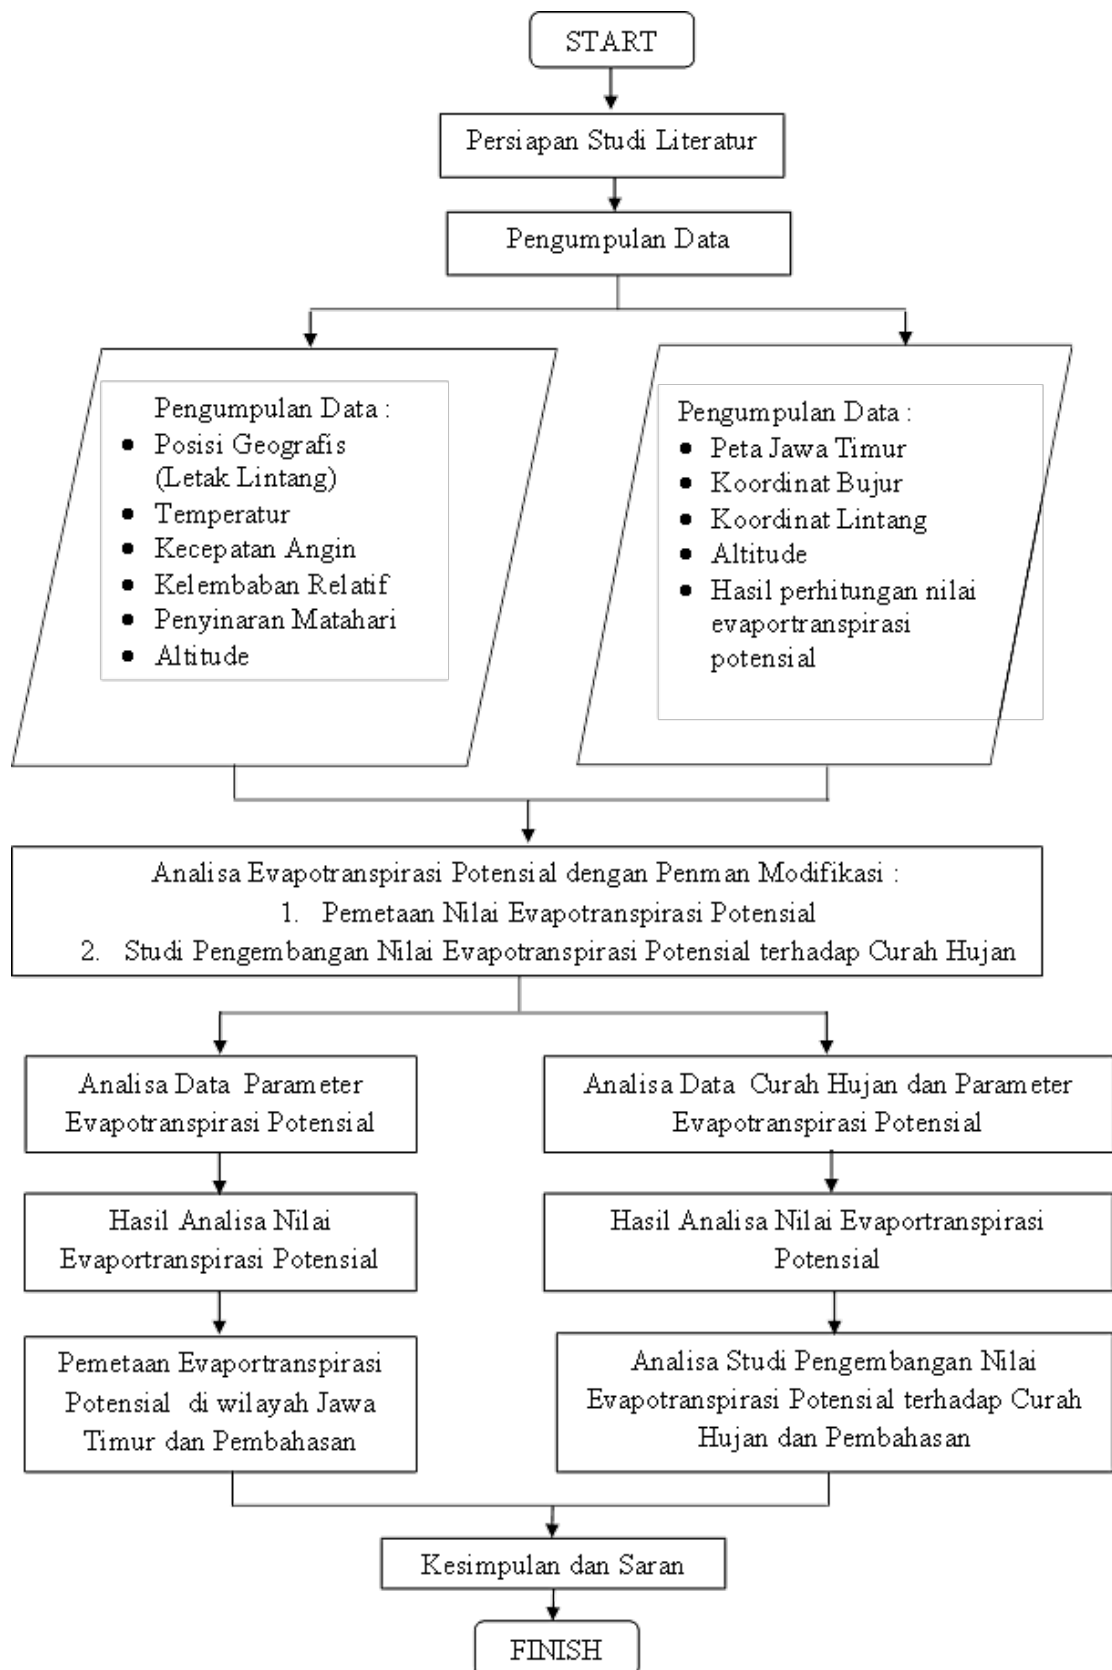 START
Persiapan Studi Literatur
Pengumpulan Data
Pengumpulan Data :
● Posisi Geografis
(Letak Lintang)
● Temperatur
● Kecepatan Angin
● Kelembaban Relatif
● Penyinaran Matahari
● Altitude
Pengumpulan Data :
● Peta Jawa Timur
● Koordinat Bujur
● Koordinat Lintang
● Altitude
● Hasil perhitungan nilai
evaportranspirasi
potensial
Analisa Evapotranspirasi Potensial dengan Penman Modifikasi :
1. Pemetaan Nilai Evapotranspirasi Potensial
2. Studi Pengembangan Nilai Evapotranspirasi Potensial terhadap Curah Hujan
Analisa Data Parameter
Evapotranspirasi Potensial
Analisa Data Curah Hujan dan Parameter
Evapotranspirasi Potensial
Hasil Analisa Nilai
Evaportranspirasi Potensial
Hasil Analisa Nilai Evaportranspirasi
Potensial
Pemetaan Evaportranspirasi
Potensial di wilayah Jawa
Timur dan Pembahasan
Analisa Studi Pengembangan Nilai
Evapotranspirasi Potensial terhadap Curah
Hujan dan Pembahasan
Kesimpulan dan Saran
FINISH